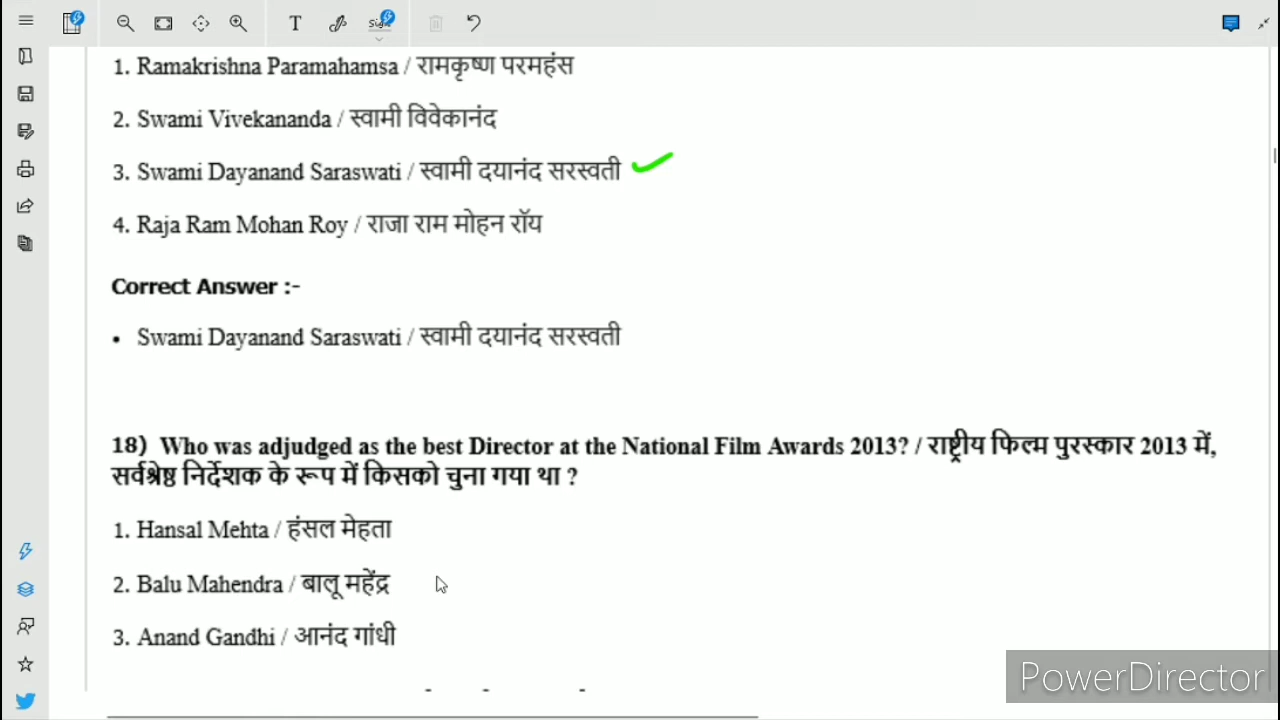 T
Sign
1. Ramakrishna Paramahamsa / रामकृष्ण परमहंस
2. Swami Vivekananda / स्वामी विवेकानंद
3. Swami Dayanand Saraswati / स्वामी दयानंद सरस्वती
4. Raja Ram Mohan Roy / राजा राम मोहन रॉय
Correct Answer :-
• Swami Dayanand Saraswati / स्वामी दयानंद सरस्वती
18) Who was adjudged as the best Director at the National Film Awards 2013? / राष्ट्रीय फिल्म पुरस्कार 2013 में,
सर्वश्रेष्ठ निर्देशक के रूप में किसको चुना गया था ?
1. Hansal Mehta / हंसल मेहता
2. Balu Mahendra / बालू महेंद्र
3. Anand Gandhi / आनंद गांधी
PowerDirector